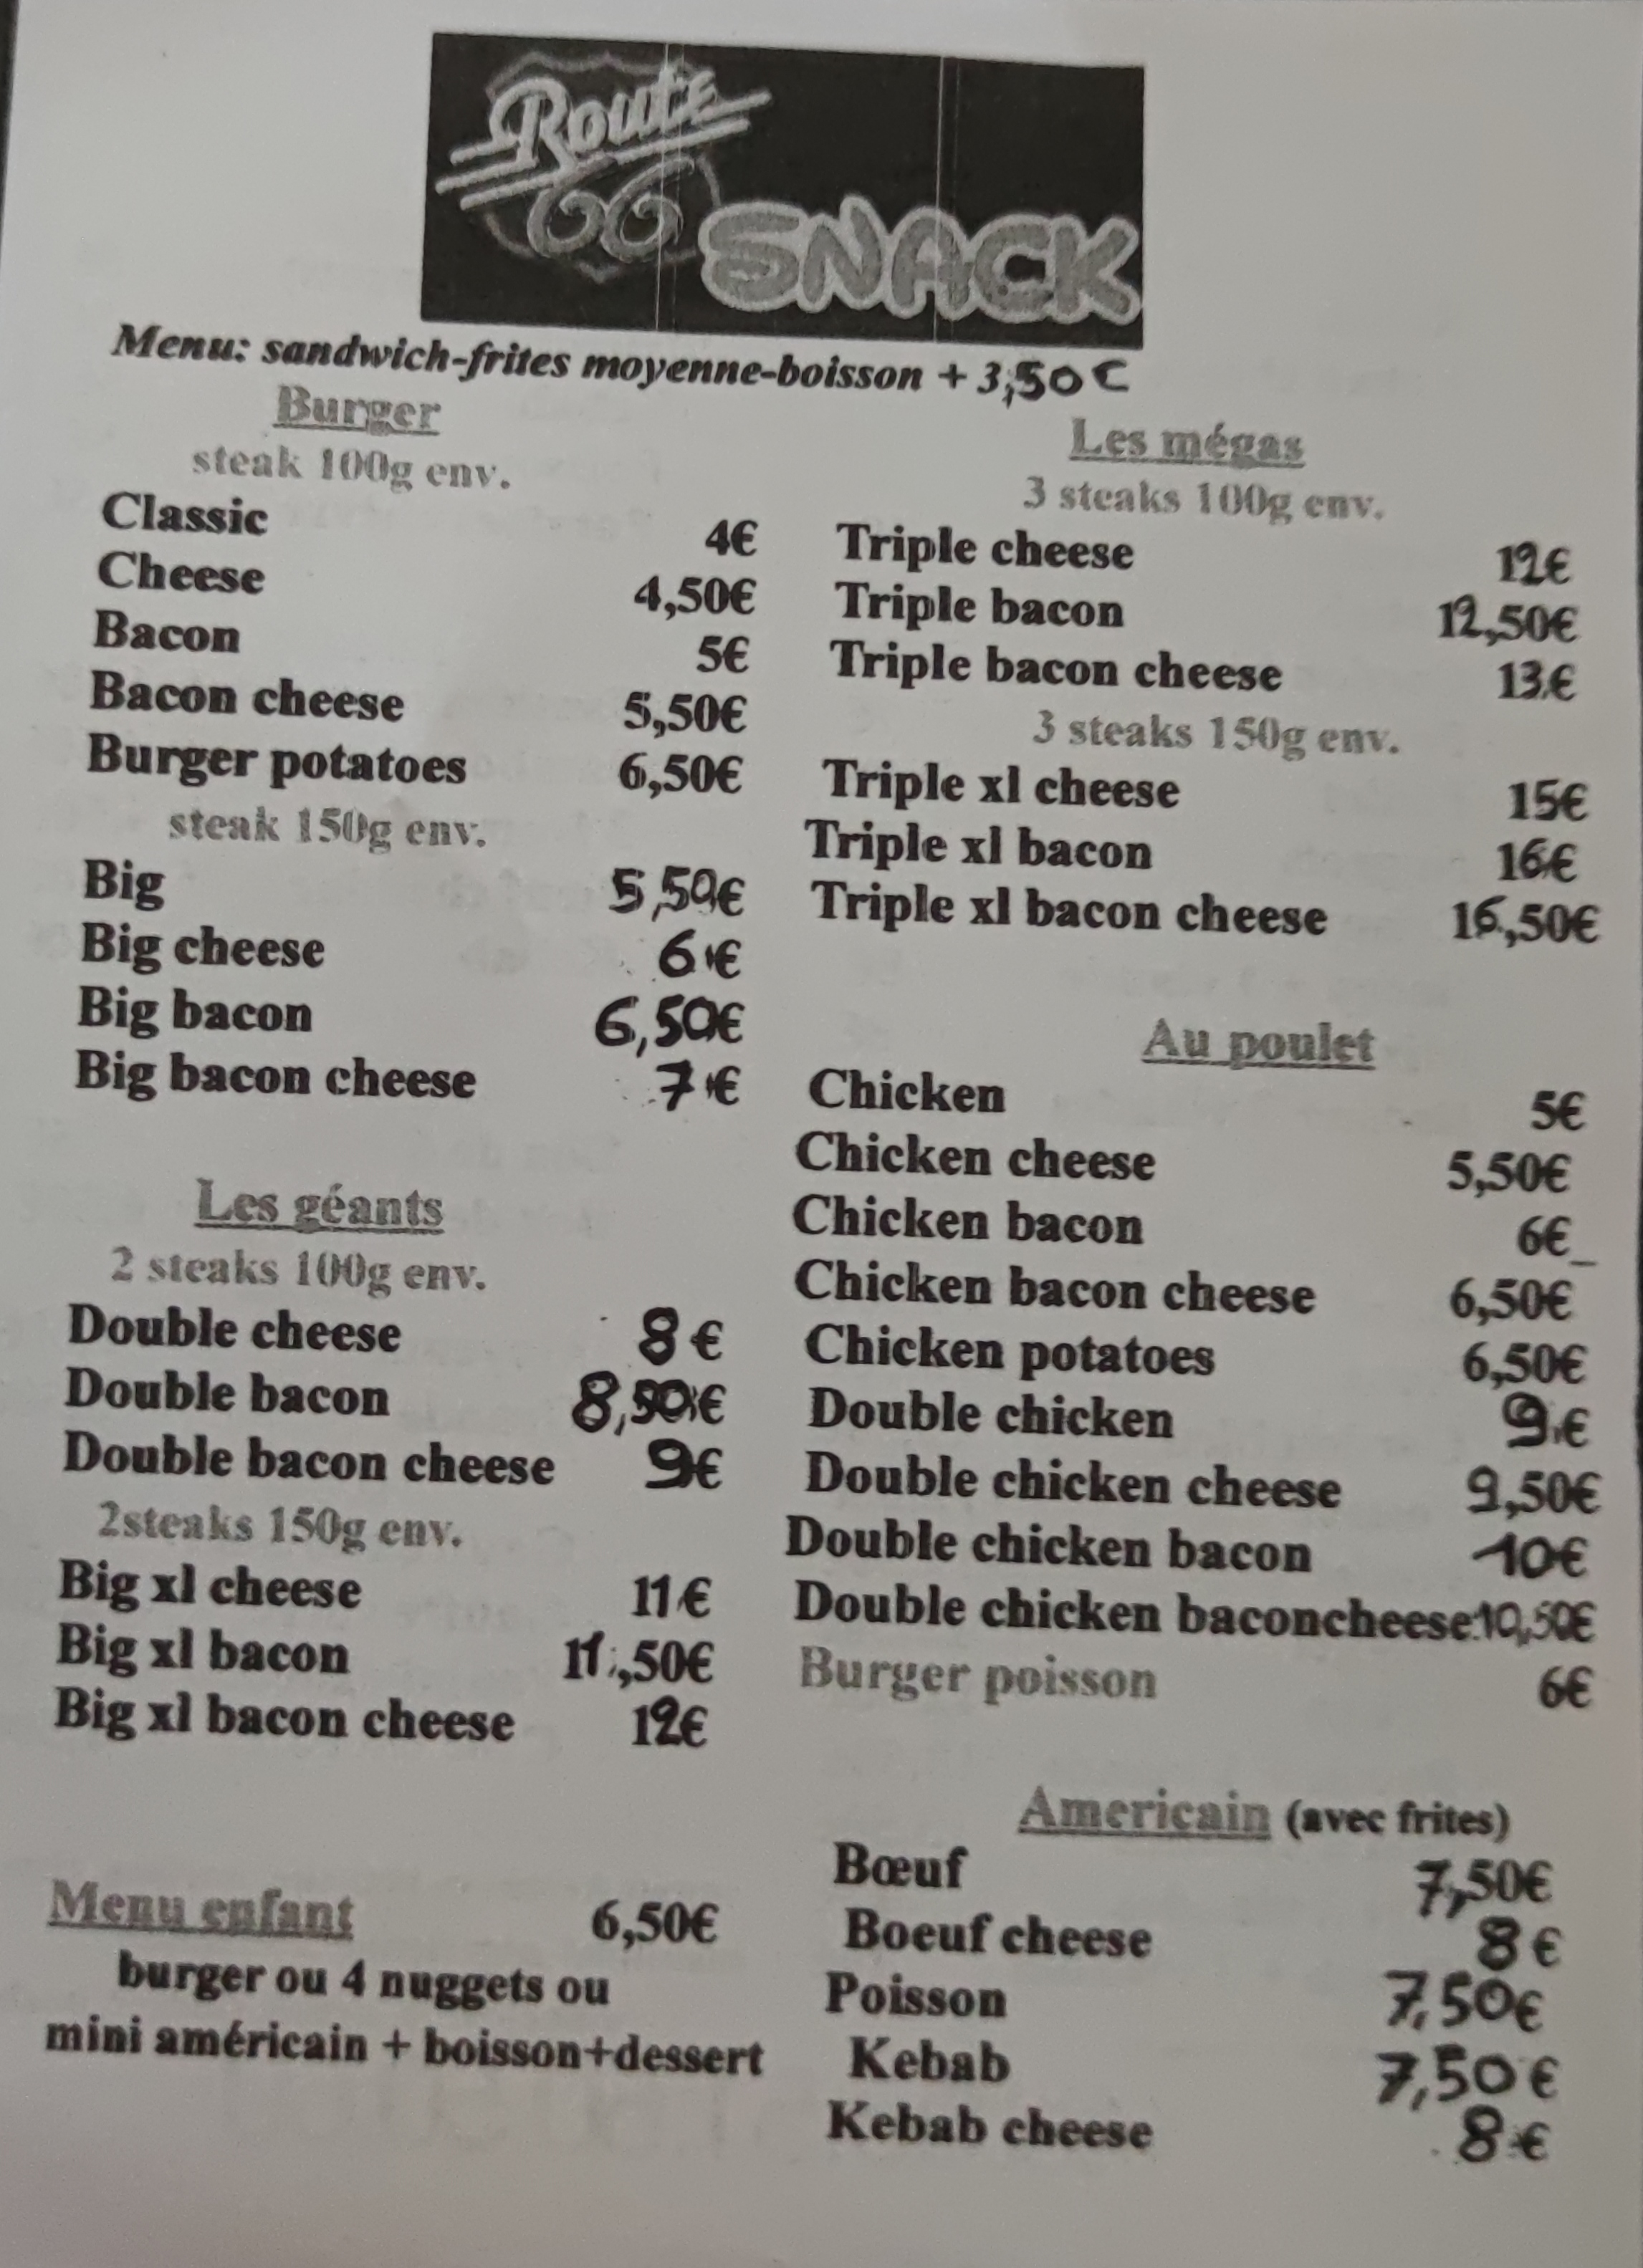 Route
66 SNACK
Menu: sandwich-frites moyenne-boisson + 3,50€
Burger
steak 100g env.
Classic 4€
Cheese 4,50€
Bacon 5€
Bacon cheese 5,50€
Burger potatoes 6,50€
steak 150g env.
Big 5,50€
Big cheese 6€
Big bacon 6,50€
Big bacon cheese 7€
Les géants
2 steaks 100g env.
Double cheese 8€
Double bacon 8,50€
Double bacon cheese 9€
2steaks 150g env.
Big xl cheese 11€
Big xl bacon 11,50€
Big xl bacon cheese 12€
Menu enfant 6,50€
burger ou 4 nuggets ou
mini américain + boisson+dessert
Les mégas
3 steaks 100g env.
Triple cheese 12€
Triple bacon 12,50€
Triple bacon cheese 13€
3 steaks 150g env.
Triple xl cheese 15€
Triple xl bacon 16€
Triple xl bacon cheese 16,50€
Au poulet
Chicken 5€
Chicken cheese 5,50€
Chicken bacon 6€
Chicken bacon cheese 6,50€
Chicken potatoes 6,50€
Double chicken 9€
Double chicken cheese 9,50€
Double chicken bacon 10€
Double chicken baconcheese 10,50€
Burger poisson 6€
Americain (avec frites)
Bœuf 7,50€
Boeuf cheese 8€
Poisson 7,50€
Kebab 7,50€
Kebab cheese 8€